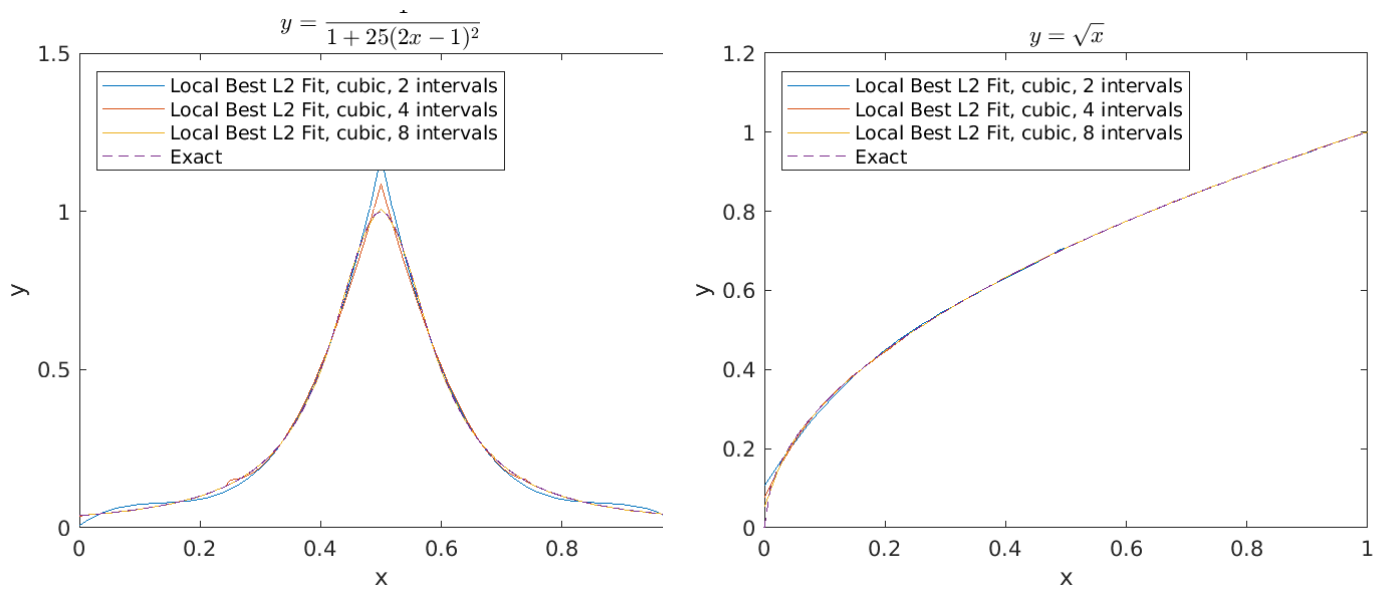 y = 1 / (1 + 25(2x − 1)²)
1.5
1
0.5
0
Local Best L2 Fit, cubic, 2 intervals
Local Best L2 Fit, cubic, 4 intervals
Local Best L2 Fit, cubic, 8 intervals
Exact
y
0 0.2 0.4 0.6 0.8
x
y = √x
1.2
1
0.8
0.6
0.4
0.2
0
Local Best L2 Fit, cubic, 2 intervals
Local Best L2 Fit, cubic, 4 intervals
Local Best L2 Fit, cubic, 8 intervals
Exact
y
0 0.2 0.4 0.6 0.8 1
x